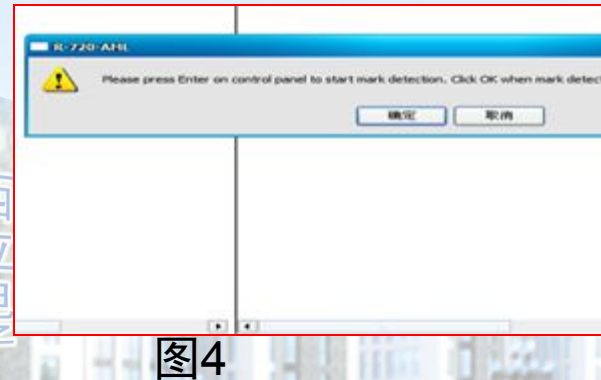 R-720-AHL
Please press Enter on control panel to start mark detection. Click OK when mark detect
确定
取消
图4